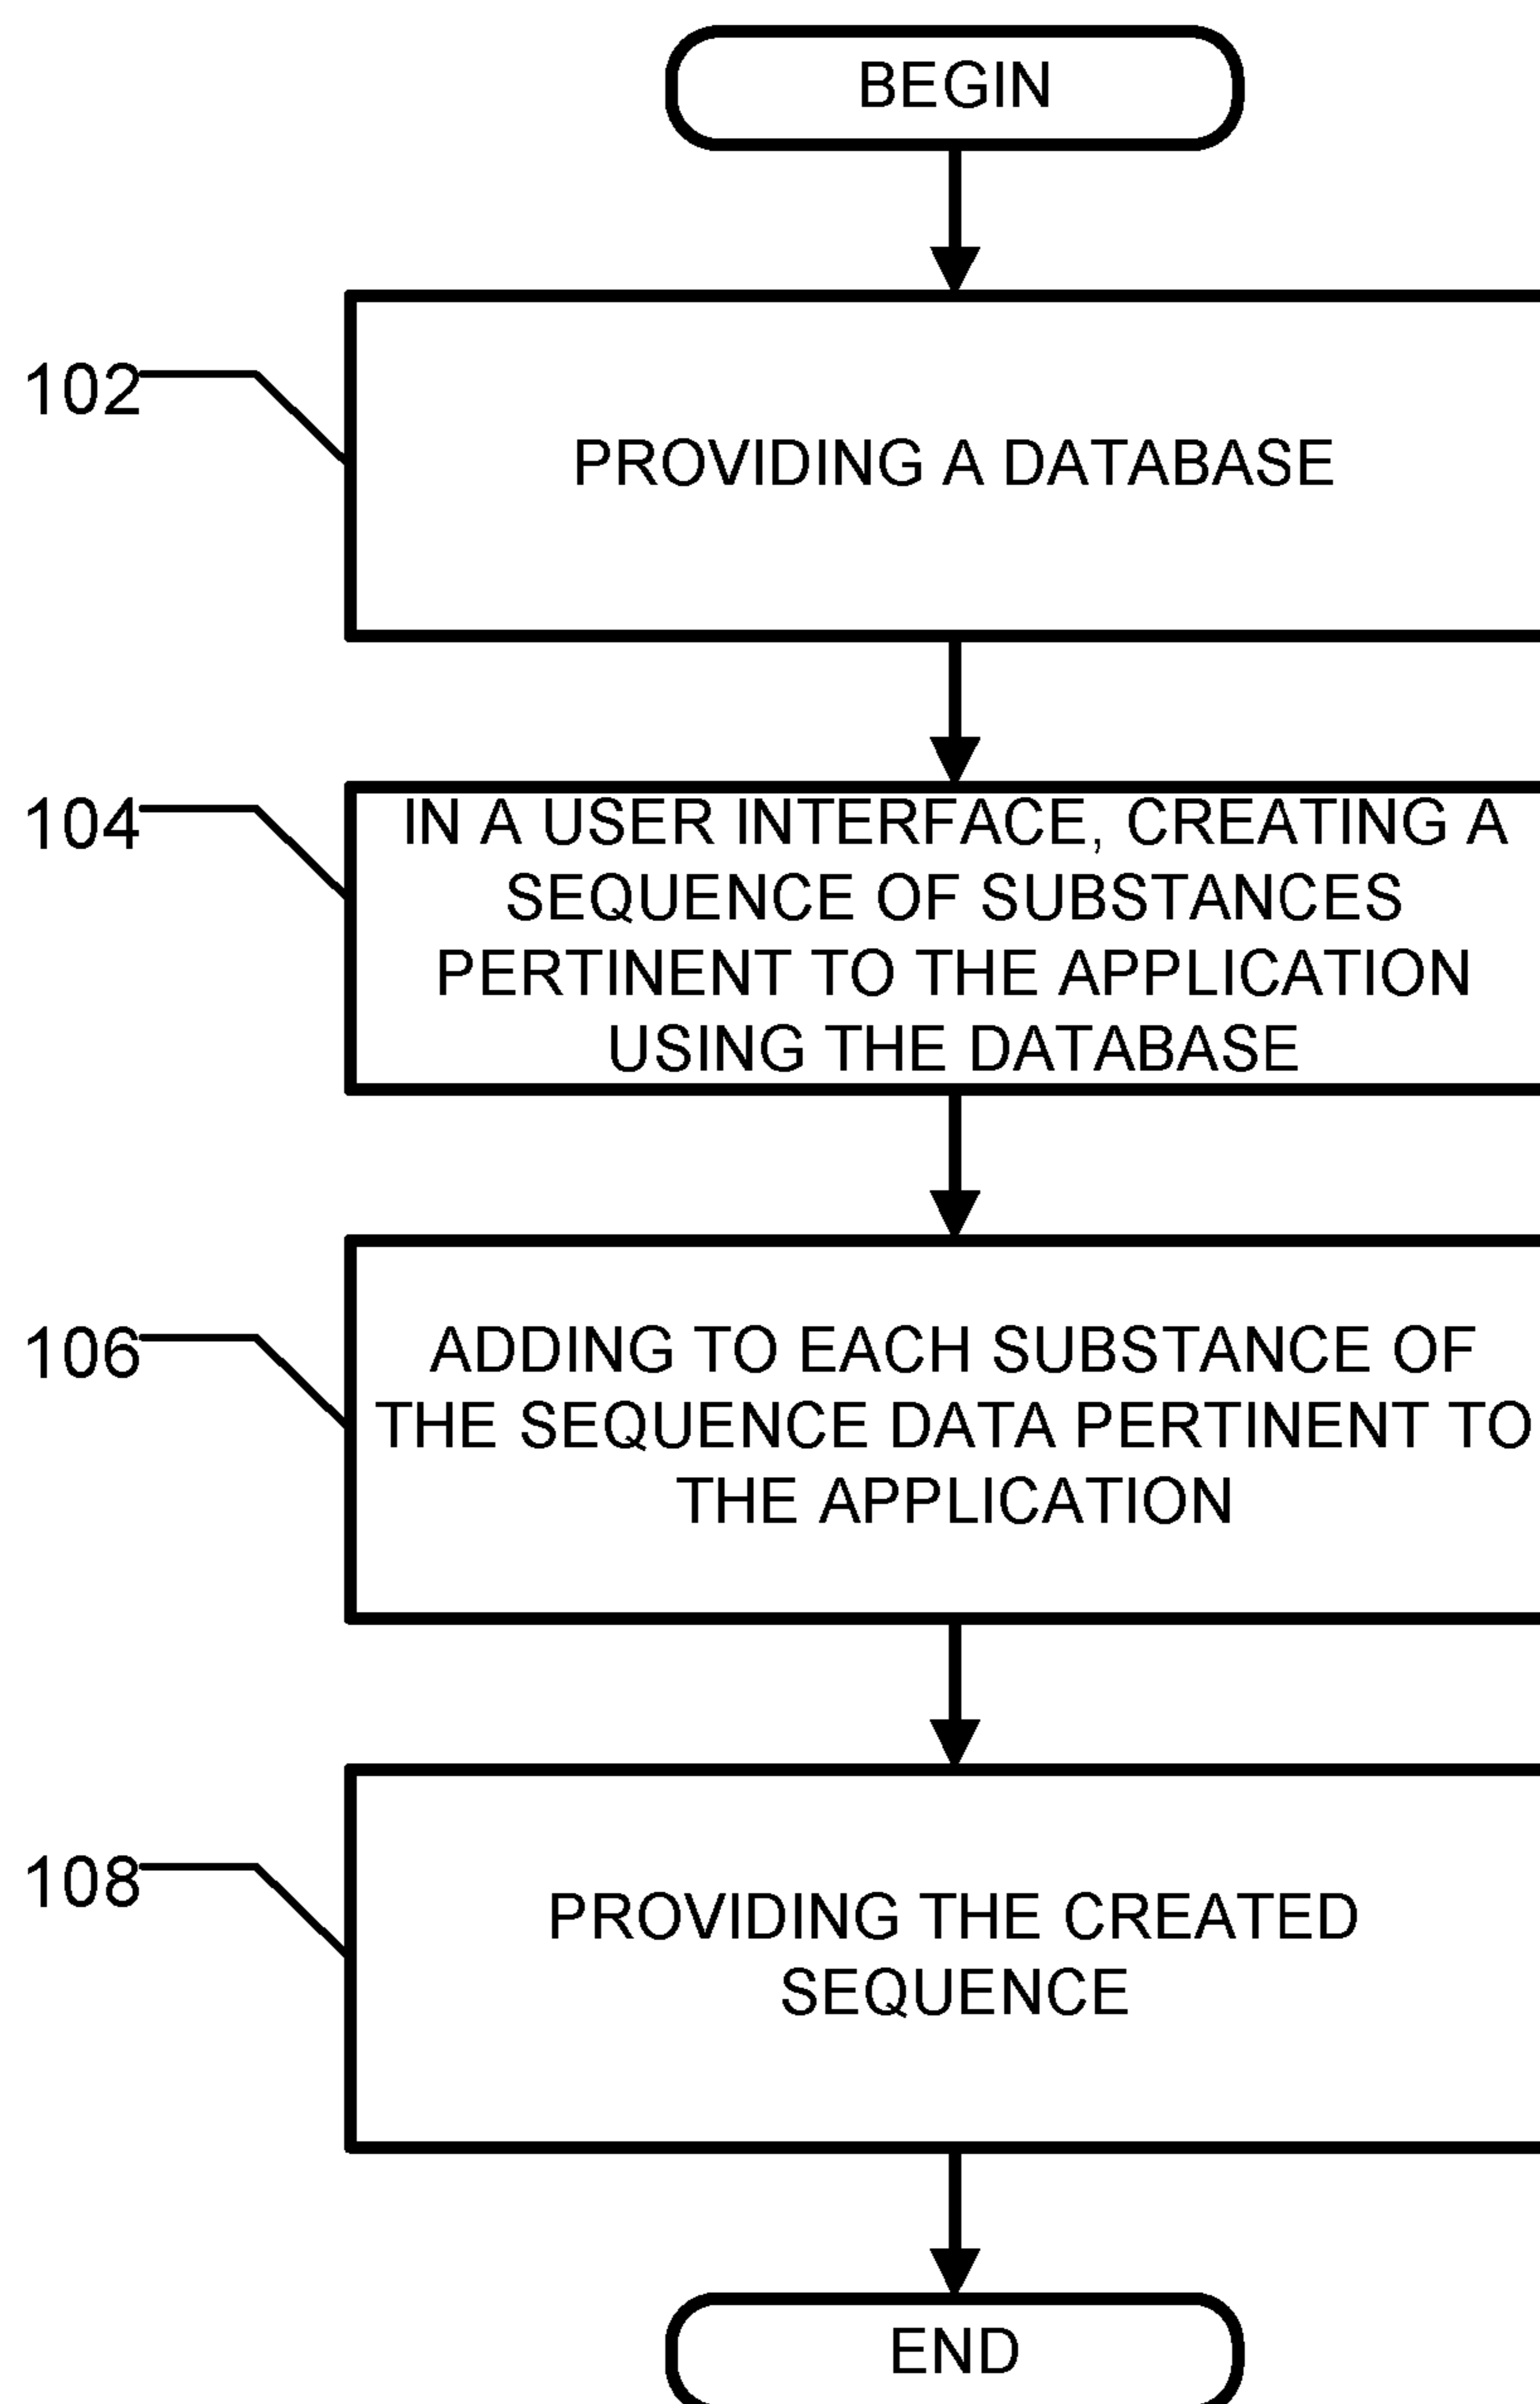 BEGIN
102
PROVIDING A DATABASE
104
IN A USER INTERFACE, CREATING A
SEQUENCE OF SUBSTANCES
PERTINENT TO THE APPLICATION
USING THE DATABASE
106
ADDING TO EACH SUBSTANCE OF
THE SEQUENCE DATA PERTINENT TO
THE APPLICATION
108
PROVIDING THE CREATED
SEQUENCE
END